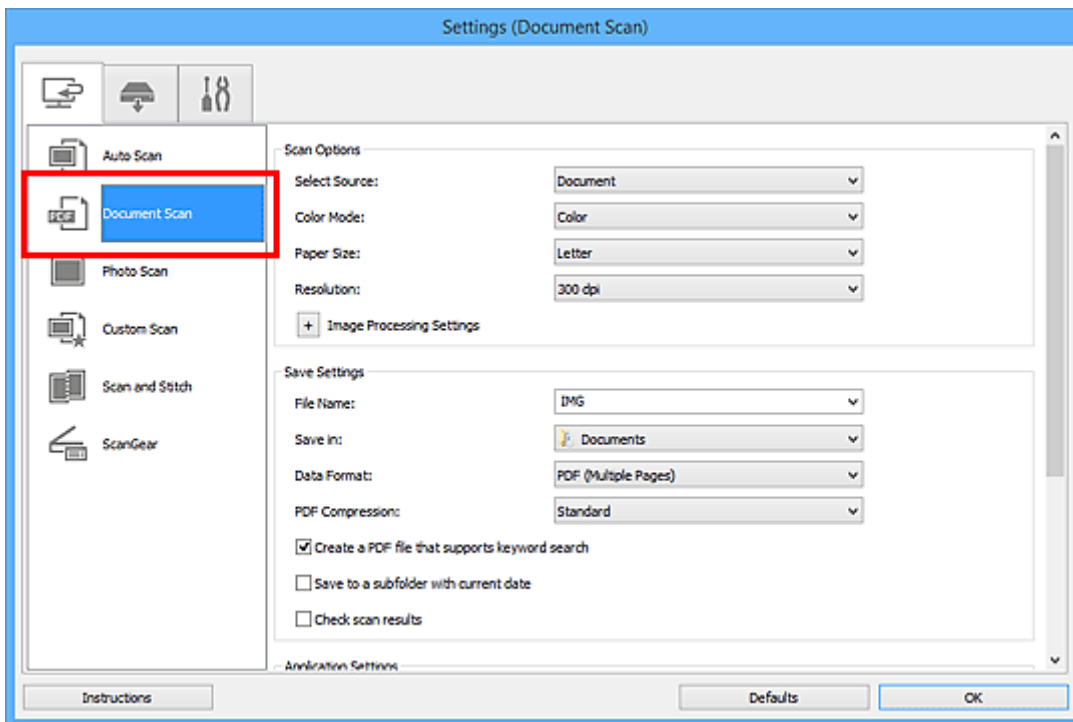 Settings (Document Scan)
Auto Scan
PDF
Document Scan
Photo Scan
Custom Scan
Scan and Stitch
ScanGear
Scan Options
Select Source: Document
Color Mode: Color
Paper Size: Letter
Resolution: 300 dpi
+ Image Processing Settings
Save Settings
File Name: IMG
Save in: Documents
Data Format: PDF (Multiple Pages)
PDF Compression: Standard
Create a PDF file that supports keyword search
Save to a subfolder with current date
Check scan results
Application Settings
Instructions Defaults OK